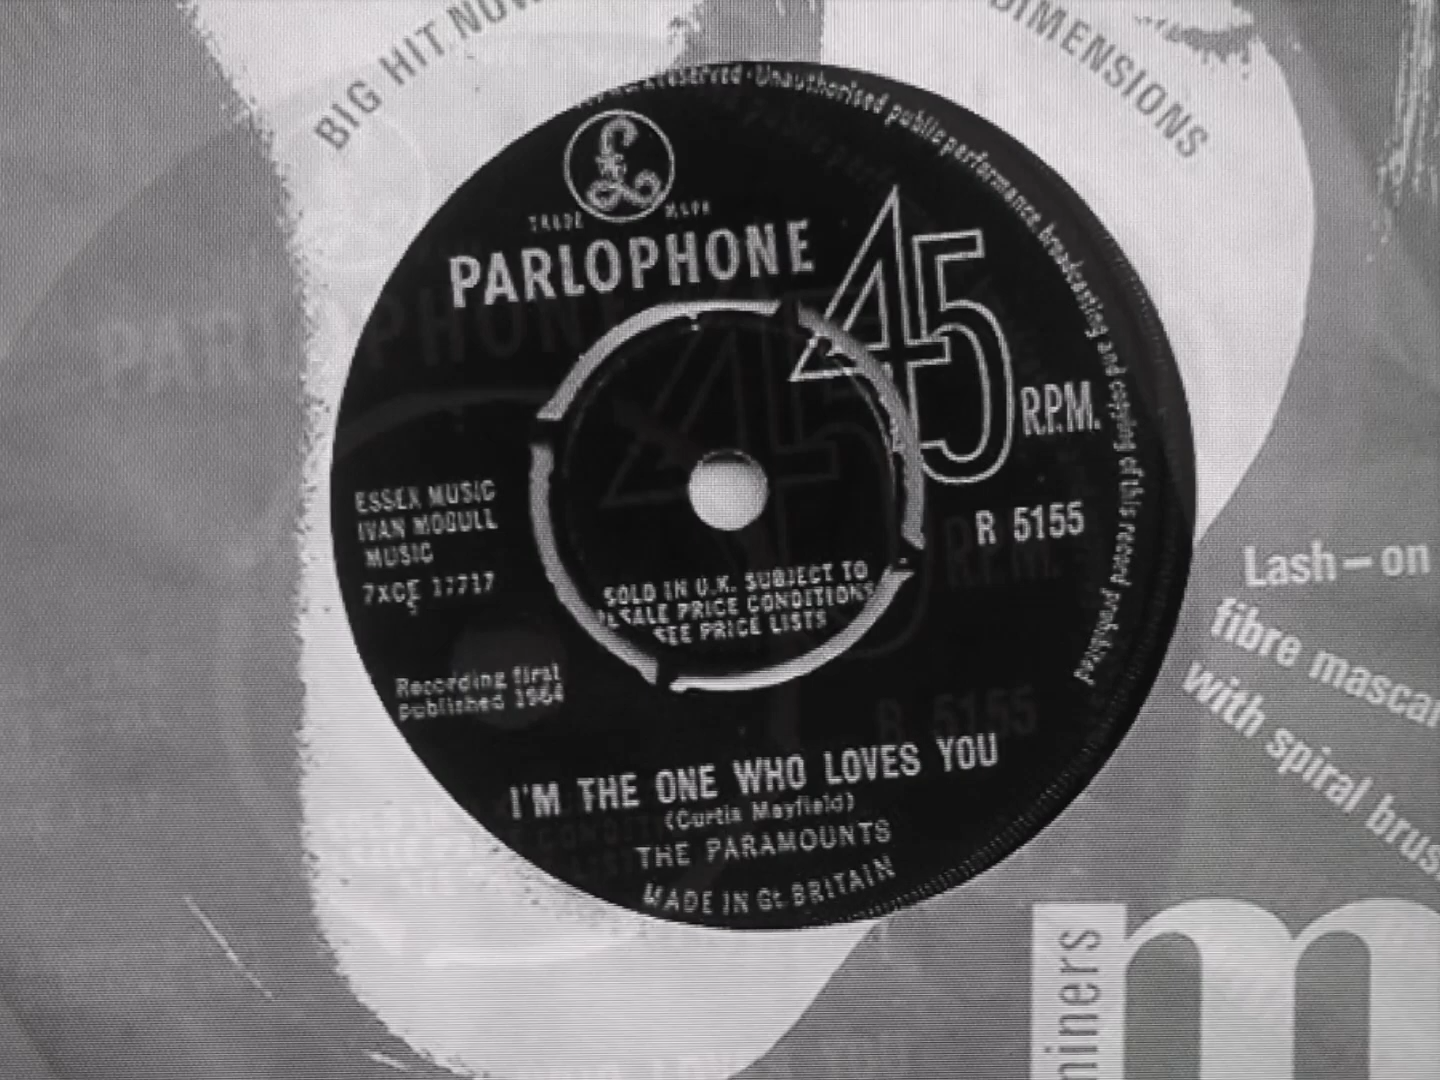 BIG HIT NOW
DIMENSIONS
reserved · Unauthorised public performance, broadcasting and copying of this record prohibited
TRADE MARK
PARLOPHONE
45
R.P.M.
ESSEX MUSIC
IVAN MOGULL
MUSIC
R 5155
SOLD IN U.K. SUBJECT TO
RESALE PRICE CONDITIONS
SEE PRICE LISTS
Recording first
published 1964
I'M THE ONE WHO LOVES YOU
(Curtis Mayfield)
THE PARAMOUNTS
MADE IN Gt. BRITAIN
Lash-on
fibre
with spiral
miners
m